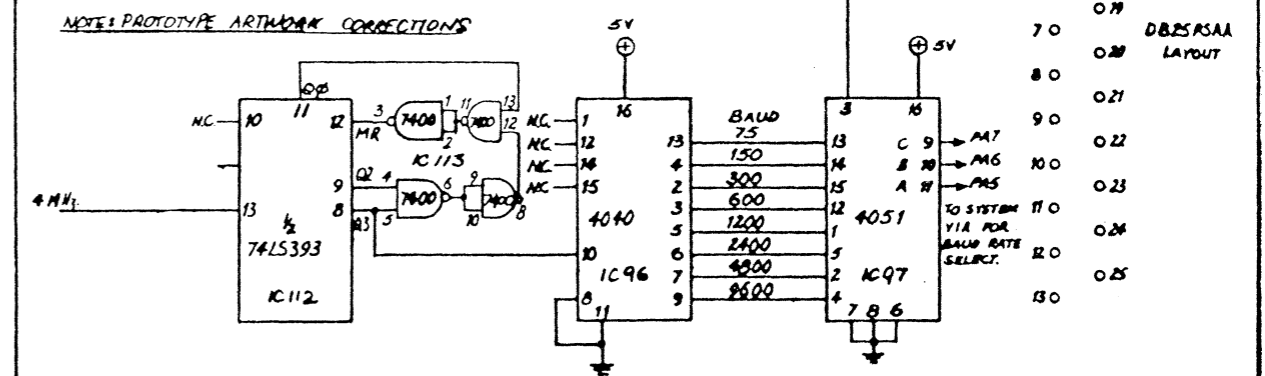 NOTE: PROTOTYPE ARTWORK CORRECTIONS
5V
5V
DB25RSAA
LAYOUT
19
7
20
8
21
9
22
10
23
11
24
12
25
13
QØ
11
N.C.
10
12
3
MR
7400
1
2
11
7400
13
12
IC113
9
Q2
4
7400
6
9
10
7400
8
4 MHz
13
8
Q3
5
1/2
74LS393
IC112
16
N.C.
1
N.C.
12
N.C.
14
N.C.
15
4040
10
IC96
8
11
BAUD
13
75
13
4
150
14
2
300
15
3
600
12
5
1200
1
6
2400
5
7
4800
2
9
9600
4
3
16
C 9
PA7
B 10
PA6
A 11
PA5
4051
IC97
7 8 6
TO SYSTEM
VIA FOR
BAUD RATE
SELECT.